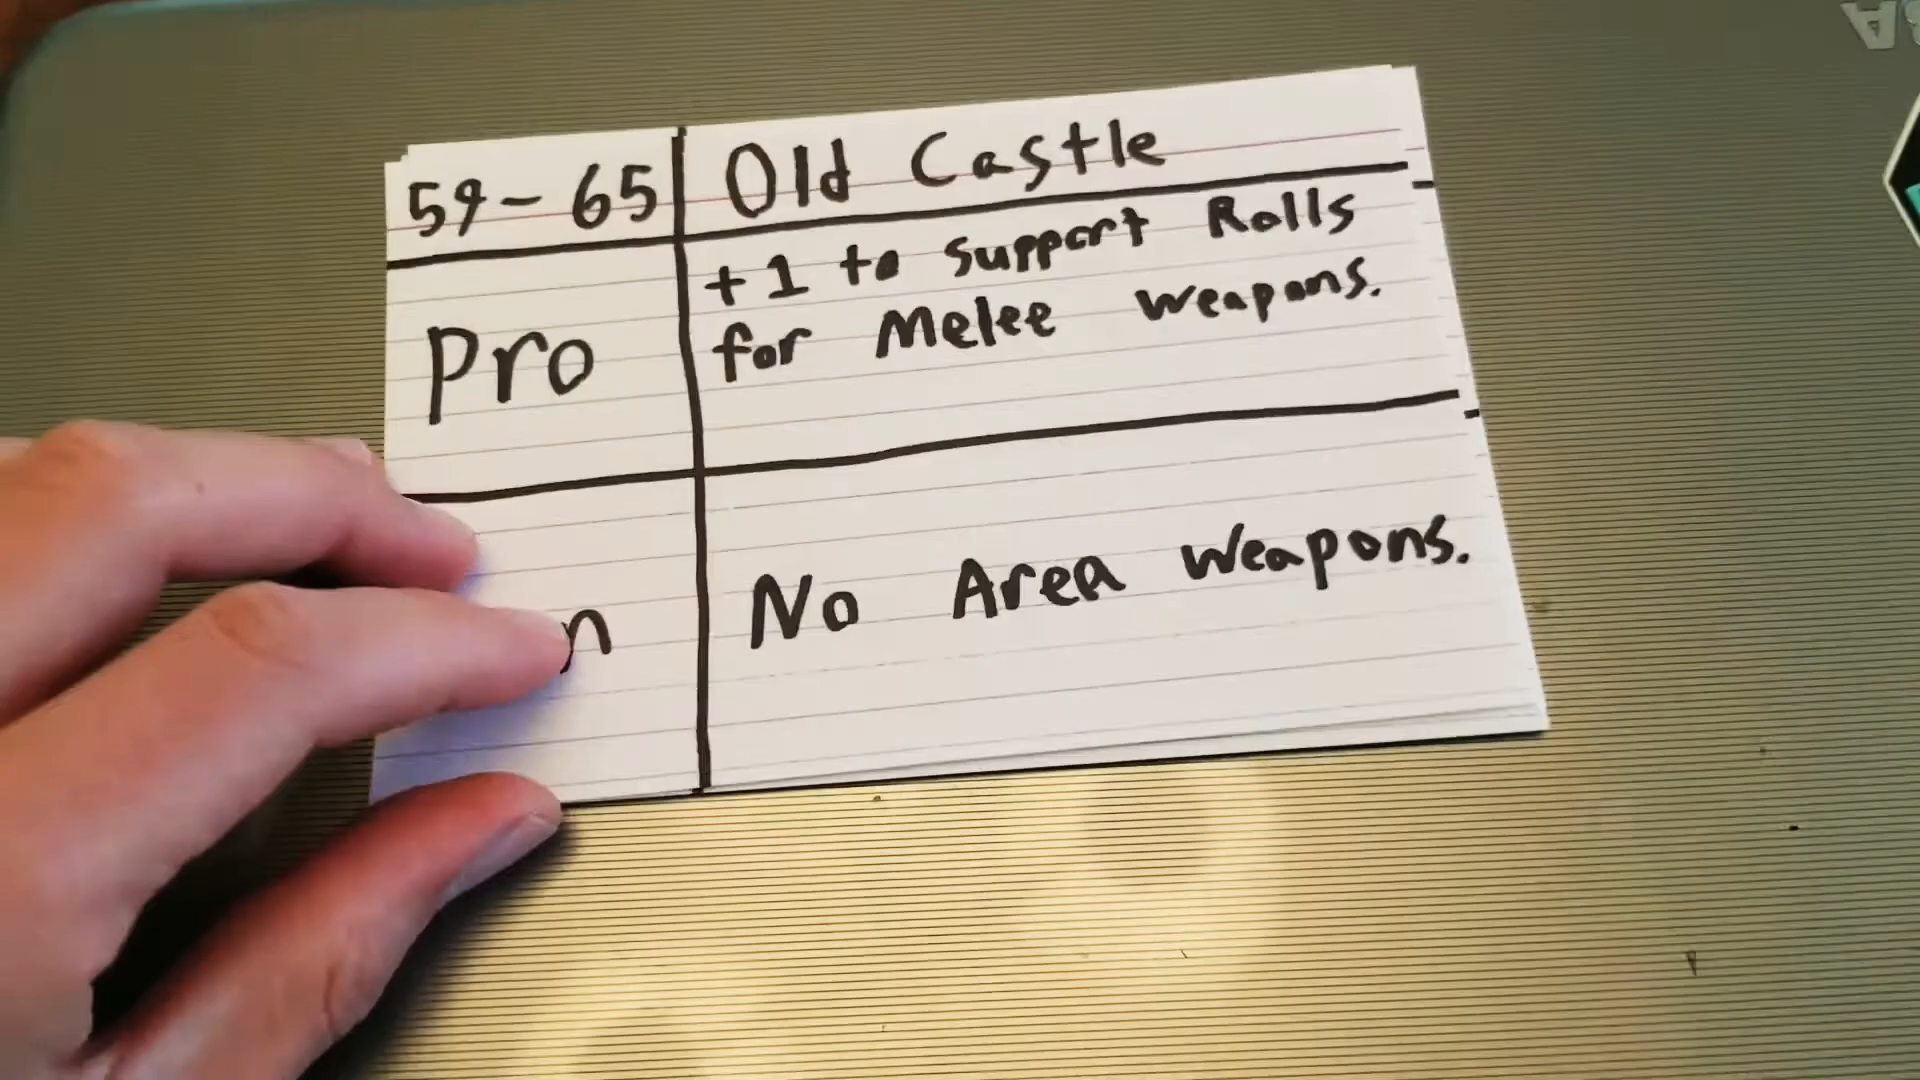 59-65 Old Castle
Pro +1 to support Rolls
for Melee weapons.
No Area Weapons.